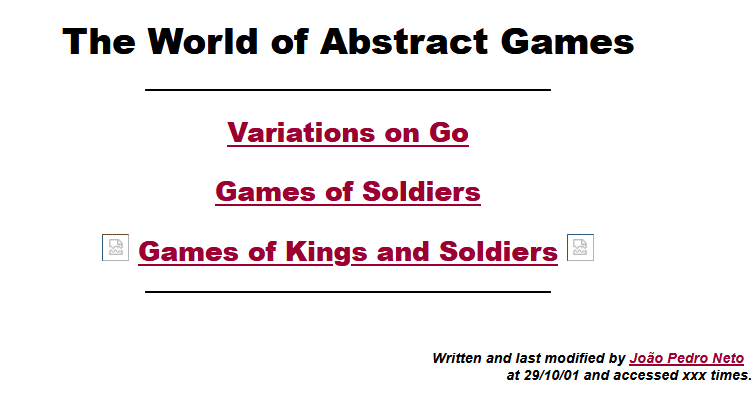 The World of Abstract Games
Variations on Go
Games of Soldiers
Games of Kings and Soldiers
Written and last modified by João Pedro Neto
at 29/10/01 and accessed xxx times.